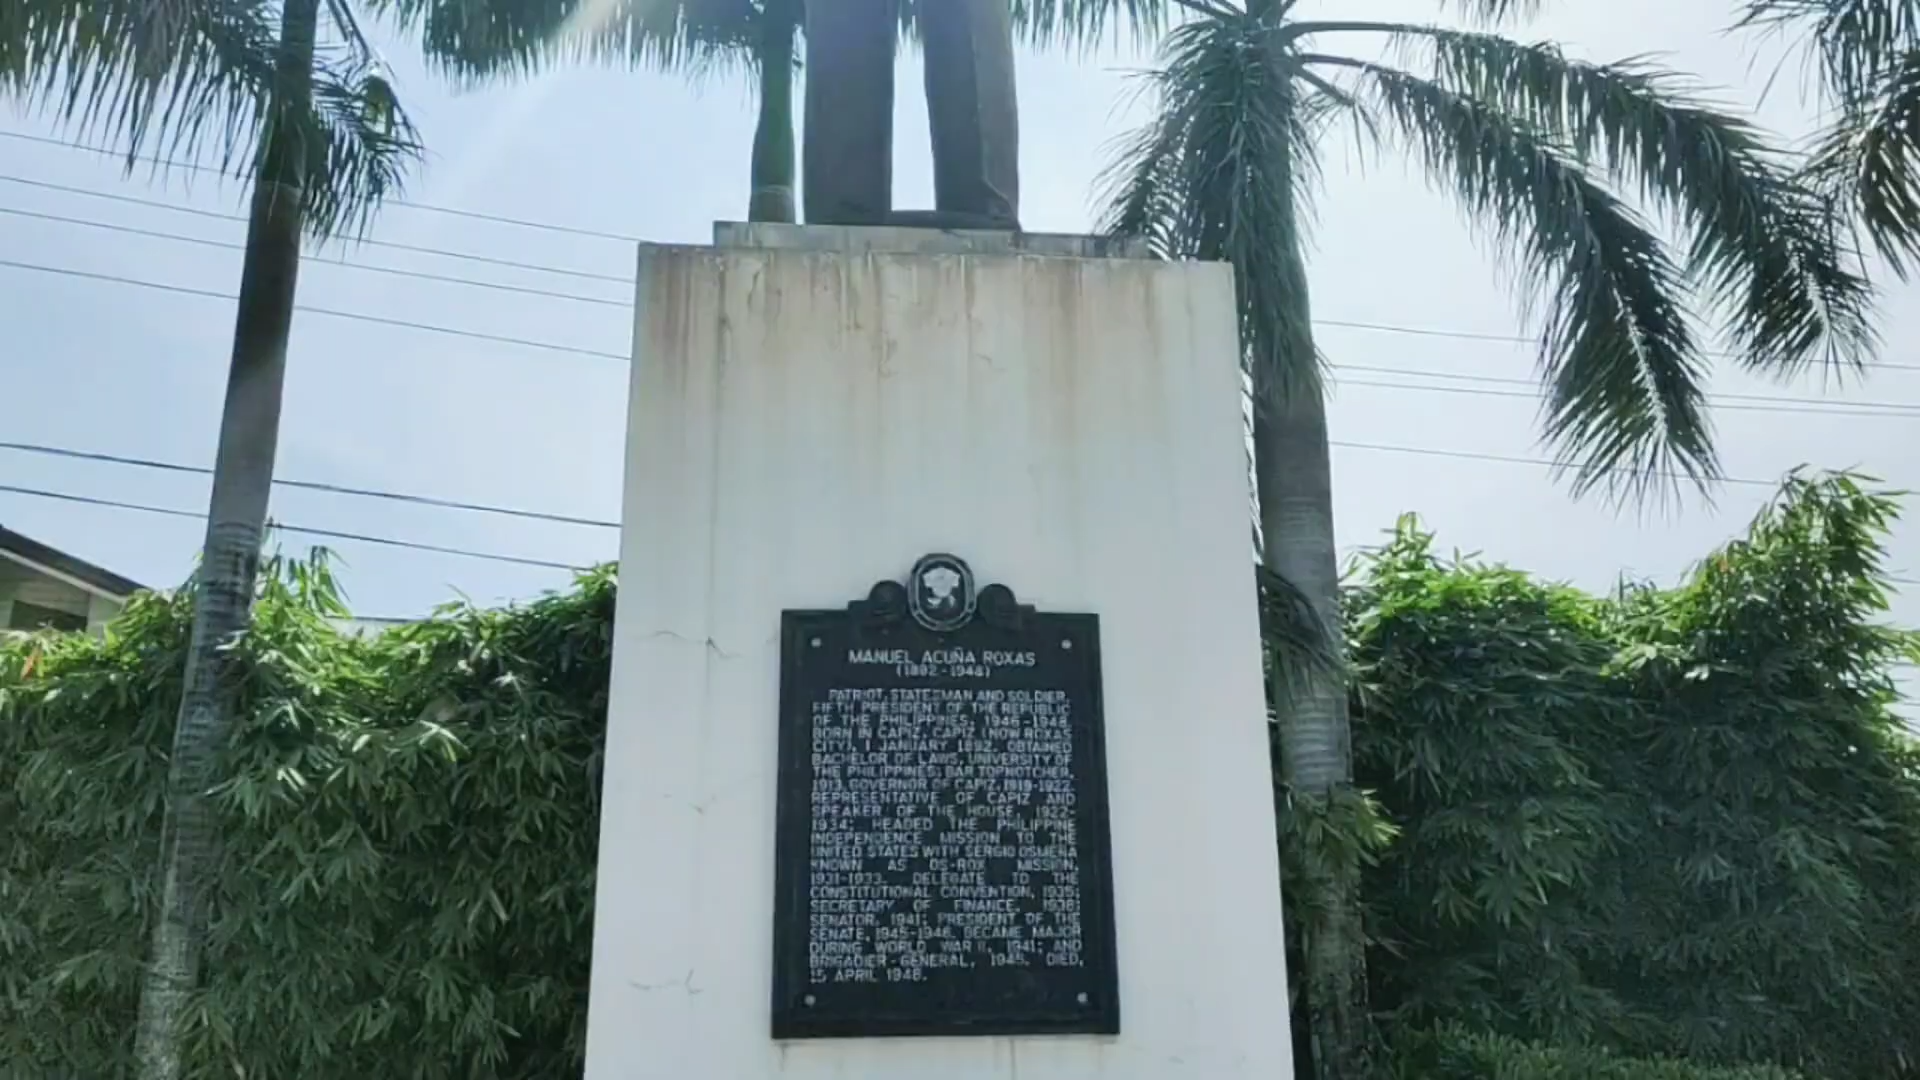 MANUEL ACUÑA ROXAS
(1892-1948)
PATRIOT, STATESMAN AND SOLDIER.
FIFTH PRESIDENT OF THE REPUBLIC
OF THE PHILIPPINES, 1946-1948.
BORN IN CAPIZ, CAPIZ (NOW ROXAS
CITY), 1 JANUARY 1892. OBTAINED
BACHELOR OF LAWS, UNIVERSITY OF
THE PHILIPPINES; BAR TOPNOTCHER,
1913. GOVERNOR OF CAPIZ, 1919-1922.
REPRESENTATIVE OF CAPIZ AND
SPEAKER OF THE HOUSE, 1922-
1934; HEADED THE PHILIPPINE
INDEPENDENCE MISSION TO THE
UNITED STATES WITH SERGIO OSMEÑA
KNOWN AS OS-ROX MISSION,
1931-1933. DELEGATE TO THE
CONSTITUTIONAL CONVENTION, 1935;
SECRETARY OF FINANCE, 1938;
SENATOR, 1941; PRESIDENT OF THE
SENATE, 1945-1946. BECAME MAJOR
DURING WORLD WAR II, 1941; AND
BRIGADIER-GENERAL, 1945. DIED,
15 APRIL 1948.